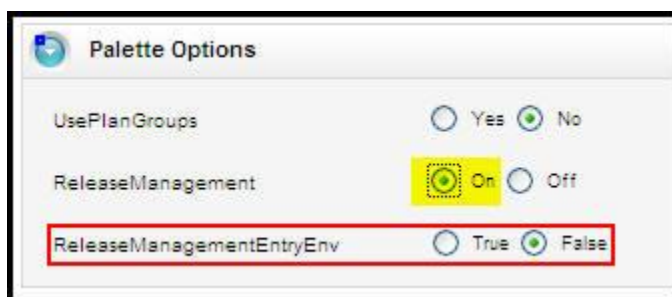 Palette Options
UsePlanGroups Yes No
ReleaseManagement On Off
ReleaseManagementEntryEnv True False